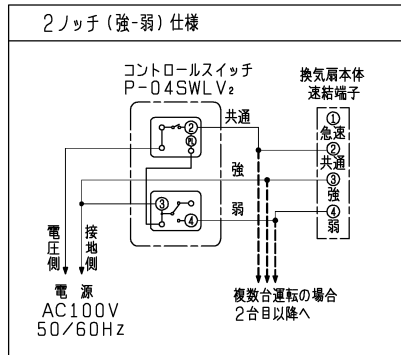 2ノッチ(強-弱)仕様
コントロールスイッチ
P-04SWLV2
換気扇本体
速結端子
共通
②
PL
強
③
弱
④
①
急速
②
共通
③
強
④
弱
電圧側
接地側
電源
AC100V
50/60Hz
複数台運転の場合
2台目以降へ